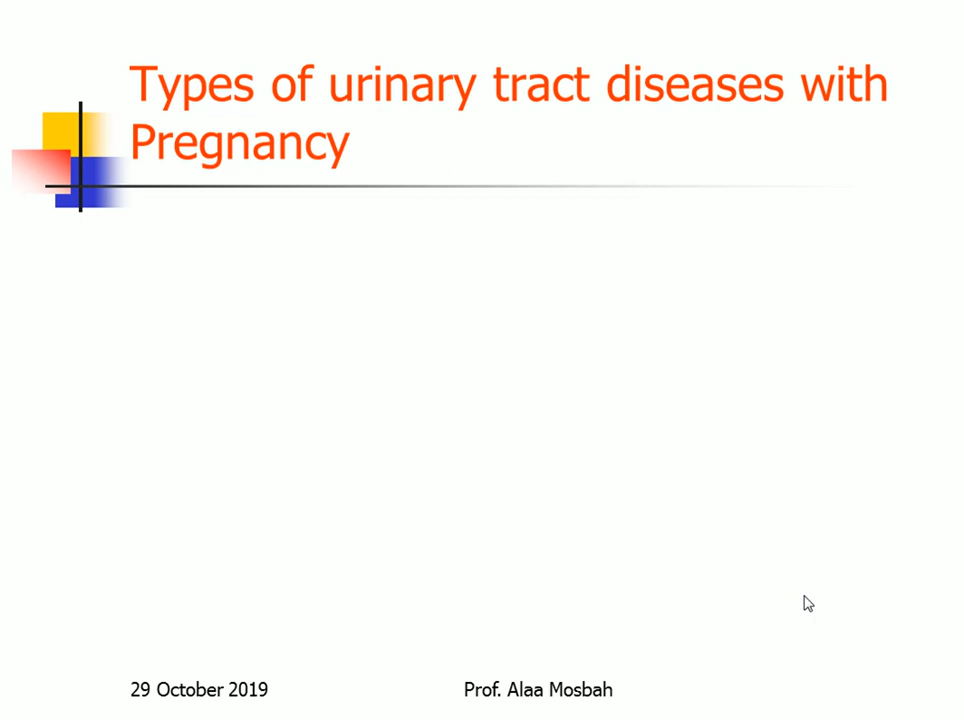 Types of urinary tract diseases with
Pregnancy
29 October 2019
Prof. Alaa Mosbah